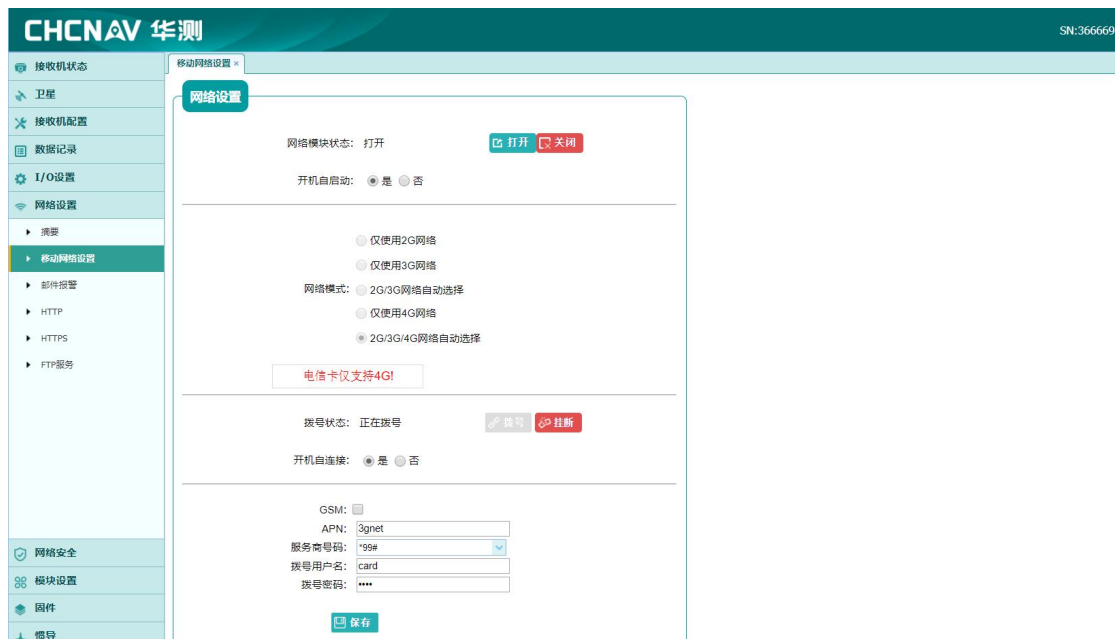 CHCNAV 华测
SN:366669
接收机状态
卫星
接收机配置
数据记录
I/O设置
网络设置
摘要
移动网络设置
邮件报警
HTTP
HTTPS
FTP服务
网络安全
模块设置
固件
惯导
移动网络设置 ×
网络设置
网络模块状态： 打开 打开 关闭
开机自启动： 是 否
仅使用2G网络
仅使用3G网络
网络模式： 2G/3G网络自动选择
仅使用4G网络
2G/3G/4G网络自动选择
电信卡仅支持4G!
拨号状态： 正在拨号 拨号 挂断
开机自连接： 是 否
GSM:
APN: 3gnet
服务商号码： *99#
拨号用户名： card
拨号密码： ••••
保存